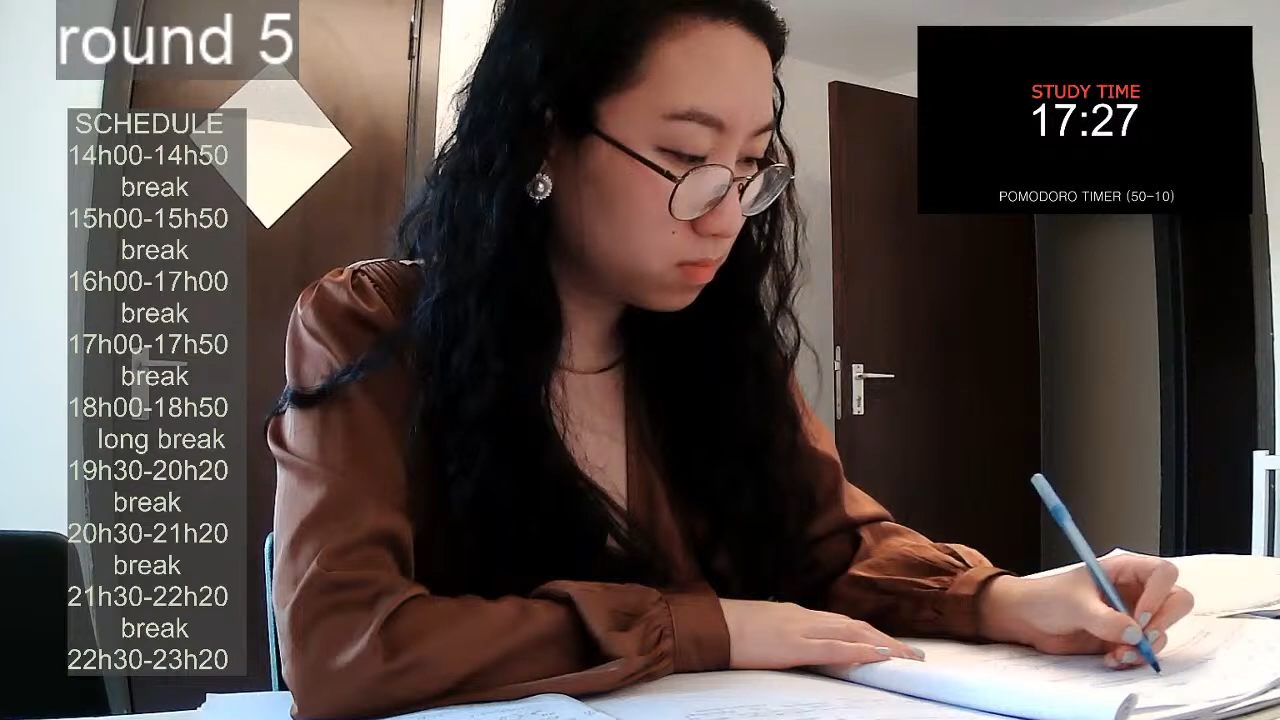 round 5
SCHEDULE
14h00-14h50
break
15h00-15h50
break
16h00-17h00
break
17h00-17h50
break
18h00-18h50
long break
19h30-20h20
break
20h30-21h20
break
21h30-22h20
break
22h30-23h20
STUDY TIME
17:27
POMODORO TIMER (50-10)